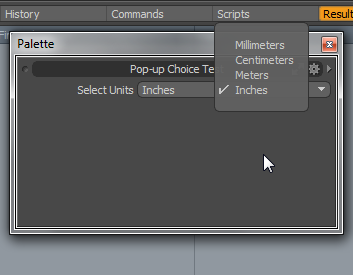 History Commands Scripts Result
Palette
Pop-up Choice Te
Select Units Inches
Millimeters
Centimeters
Meters
Inches